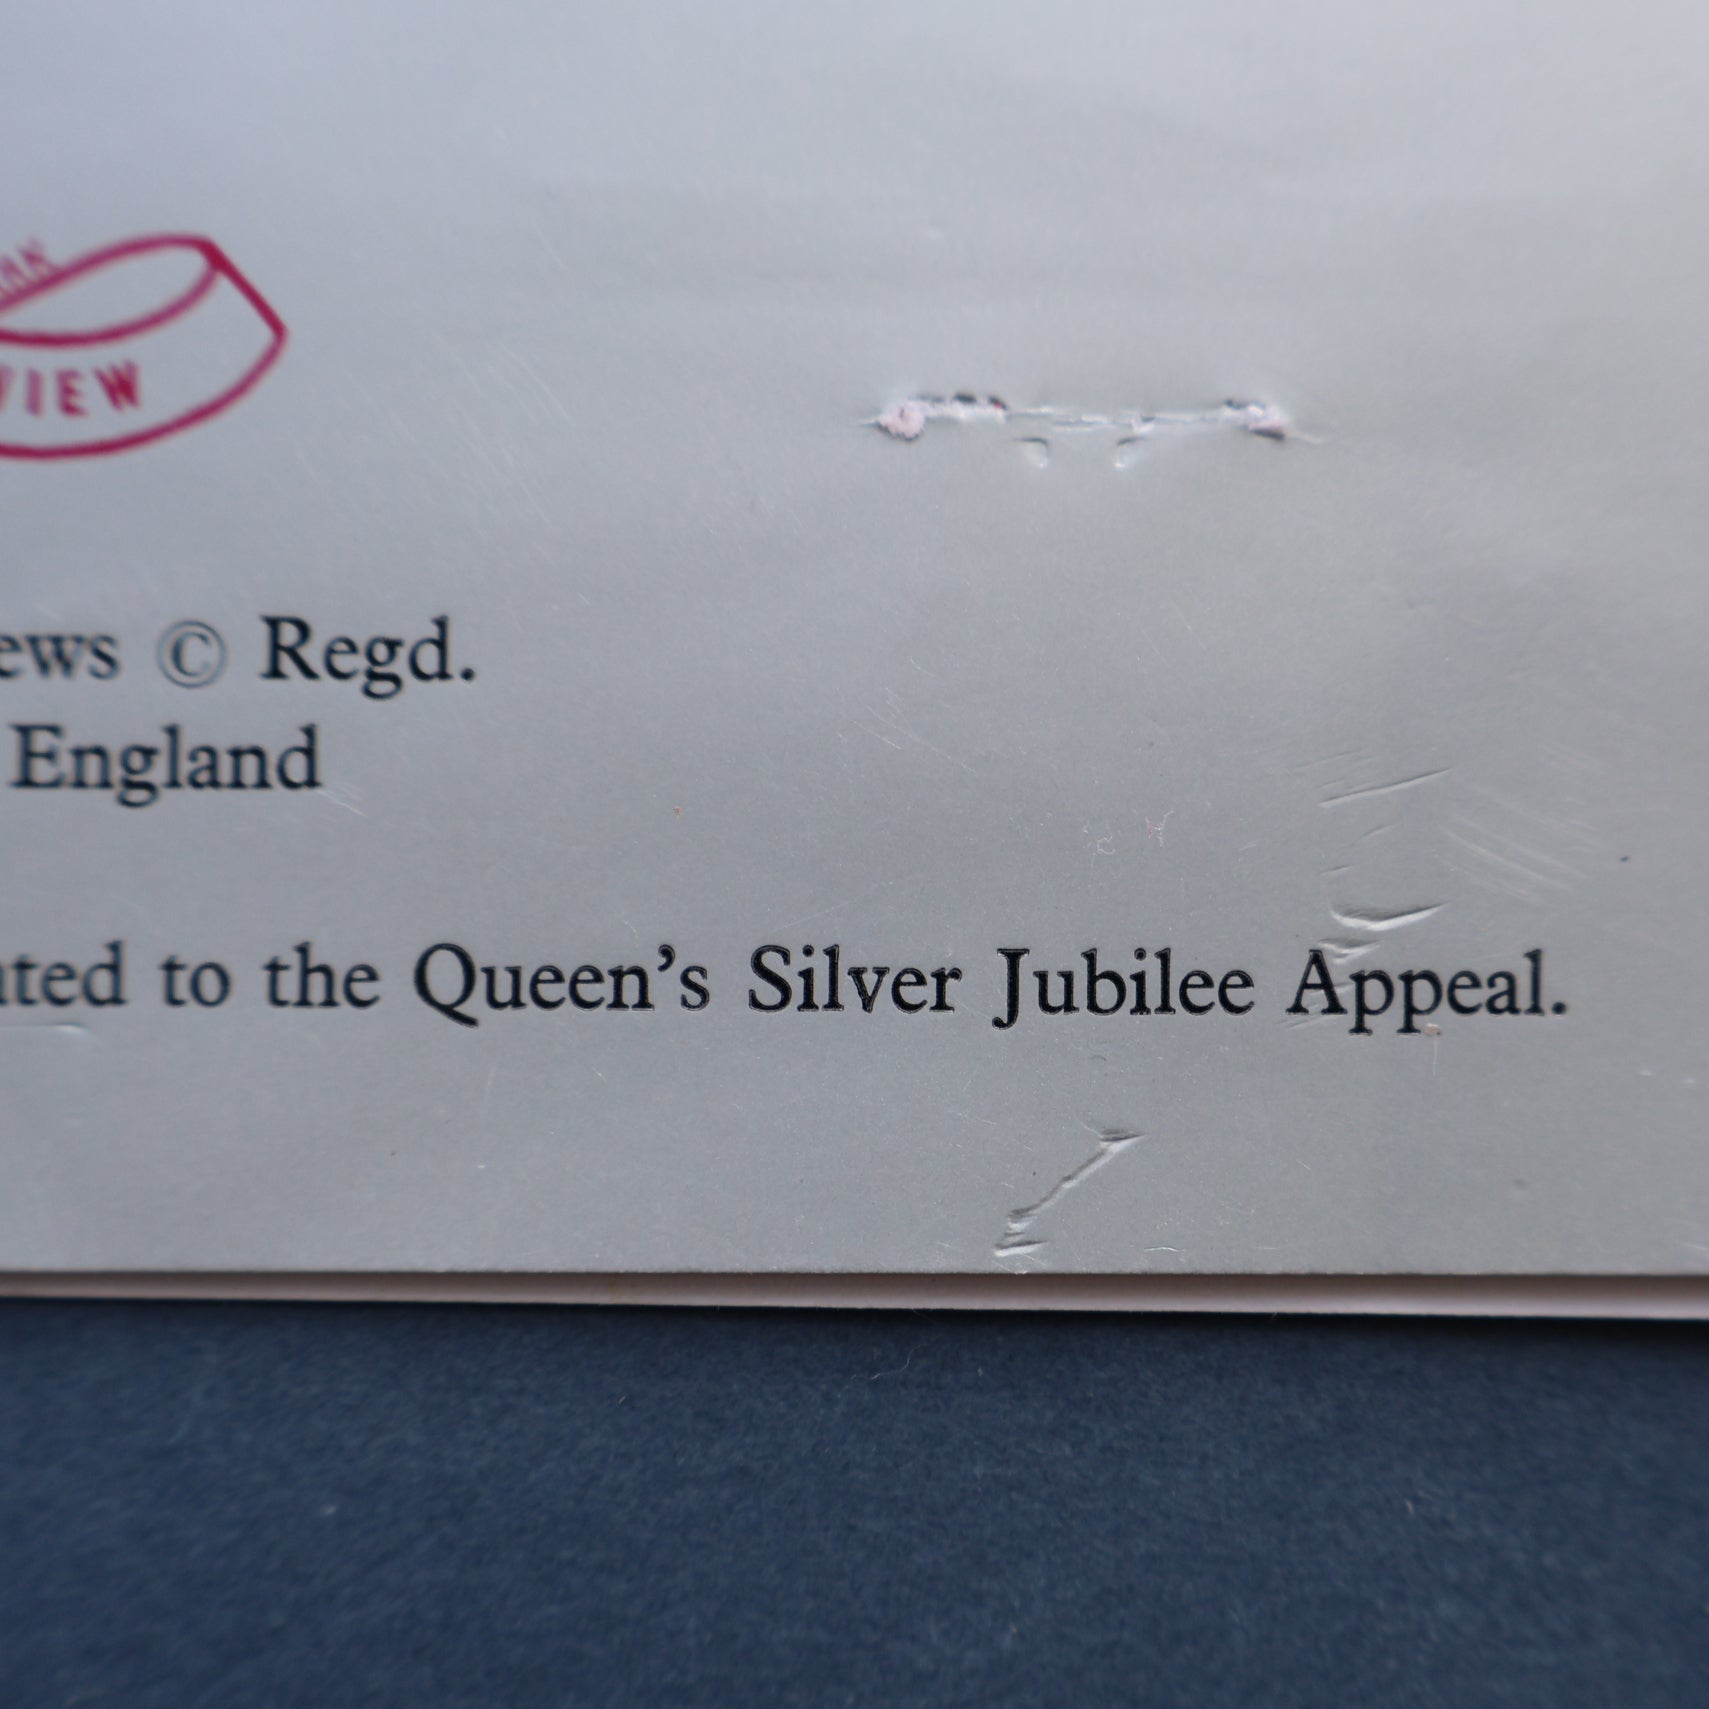 VIEW
ews © Regd.
England
ted to the Queen's Silver Jubilee Appeal.